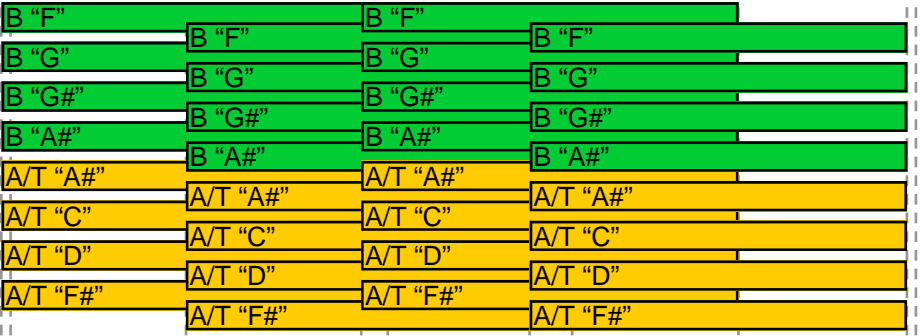 B “F” B “F”
B “F” B “F”
B “G” B “G”
B “G” B “G”
B “G#” B “G#”
B “G#” B “G#”
B “A#” B “A#”
B “A#” B “A#”
A/T “A#” A/T “A#”
A/T “A#” A/T “A#”
A/T “C” A/T “C”
A/T “C” A/T “C”
A/T “D” A/T “D”
A/T “D” A/T “D”
A/T “F#” A/T “F#”
A/T “F#” A/T “F#”